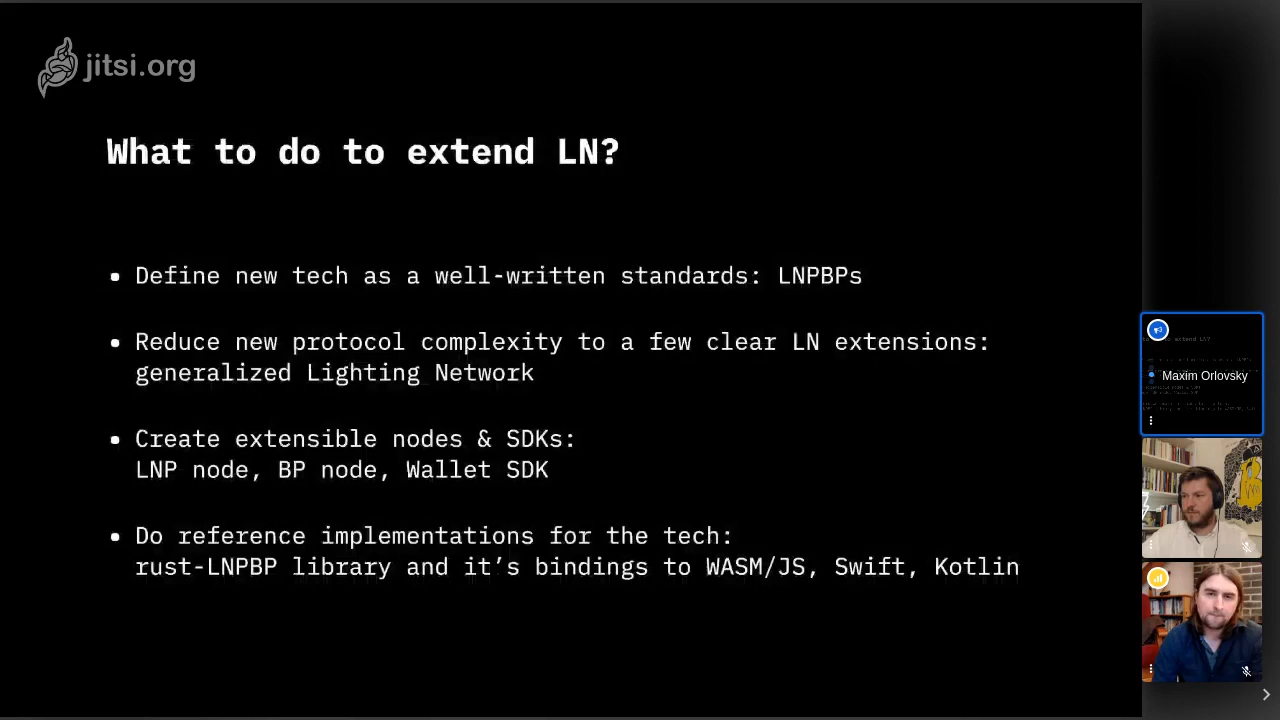 jitsi.org
What to do to extend LN?
• Define new tech as a well-written standards: LNPBPs
• Reduce new protocol complexity to a few clear LN extensions:
generalized Lighting Network
• Create extensible nodes & SDKs:
LNP node, BP node, Wallet SDK
• Do reference implementations for the tech:
rust-LNPBP library and it’s bindings to WASM/JS, Swift, Kotlin
Maxim Orlovsky